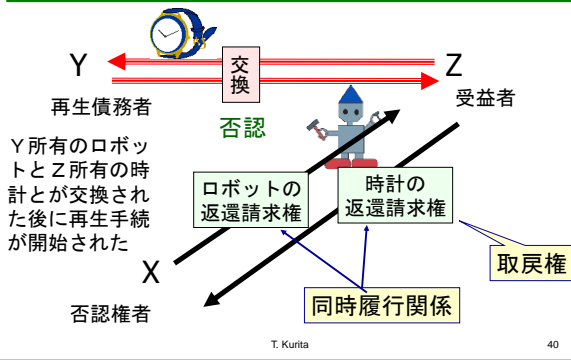 Y
交
換
Z
再生債務者
受益者
否認
Y所有のロボッ
トとZ所有の時
計とが交換され
た後に再生手続
が開始された
ロボットの
返還請求権
時計の
返還請求権
X
否認権者
取戻権
同時履行関係
T. Kurita
40